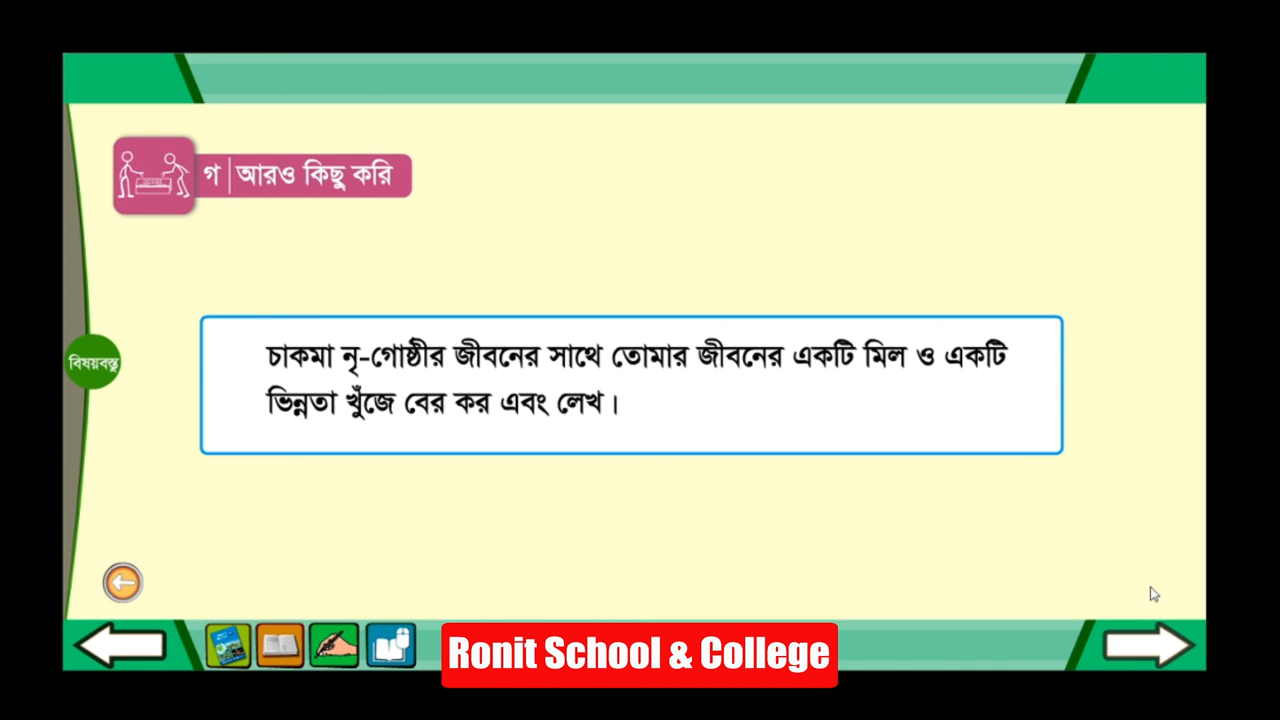 গ আরও কিছু করি
চাকমা নৃ-গোষ্ঠীর জীবনের সাথে তোমার জীবনের একটি মিল ও একটি
ভিন্নতা খুঁজে বের কর এবং লেখ।
বিষয়বস্তু
Ronit School & College